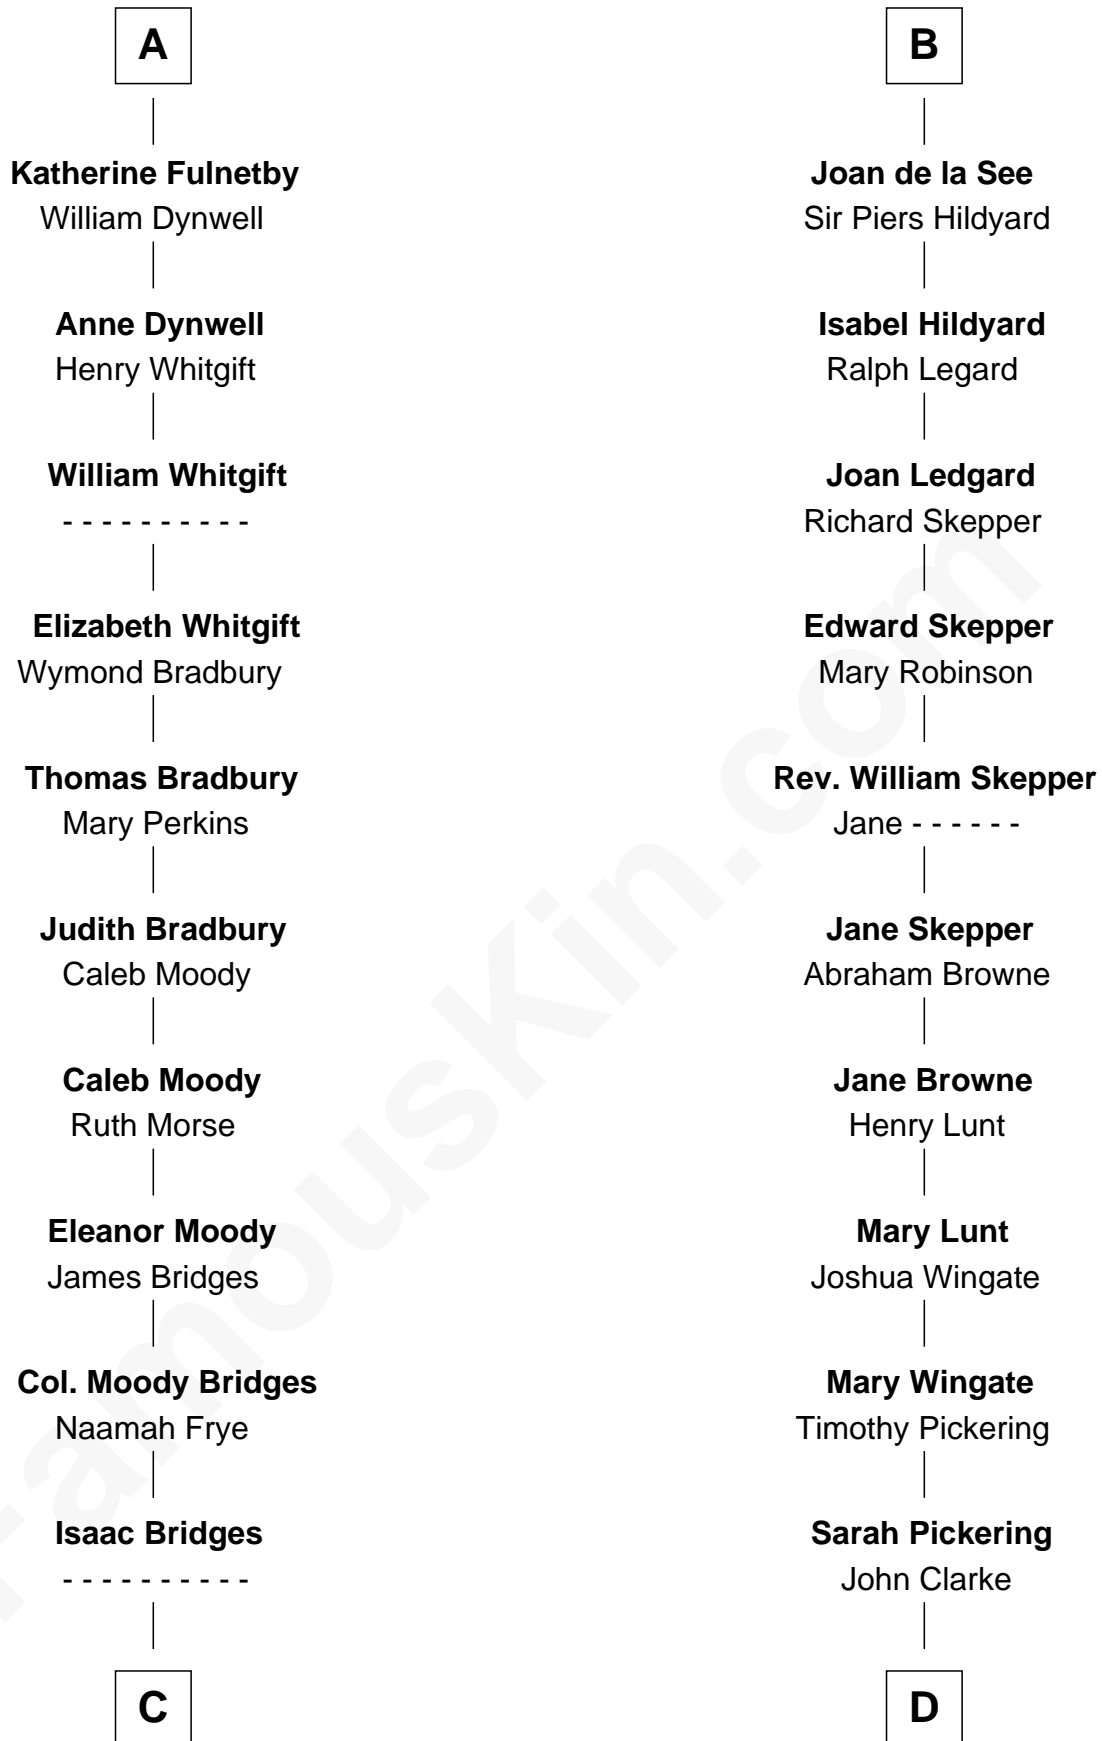 A
Katherine Fulnetby
William Dynwell
Anne Dynwell
Henry Whitgift
William Whitgift
- - - - - - - - - -
Elizabeth Whitgift
Wymond Bradbury
Thomas Bradbury
Mary Perkins
Judith Bradbury
Caleb Moody
Caleb Moody
Ruth Morse
Eleanor Moody
James Bridges
Col. Moody Bridges
Naamah Frye
Isaac Bridges
- - - - - - - - - -
C
B
Joan de la See
Sir Piers Hildyard
Isabel Hildyard
Ralph Legard
Joan Ledgard
Richard Skepper
Edward Skepper
Mary Robinson
Rev. William Skepper
Jane - - - - - -
Jane Skepper
Abraham Browne
Jane Browne
Henry Lunt
Mary Lunt
Joshua Wingate
Mary Wingate
Timothy Pickering
Sarah Pickering
John Clarke
D
FamousKin.com